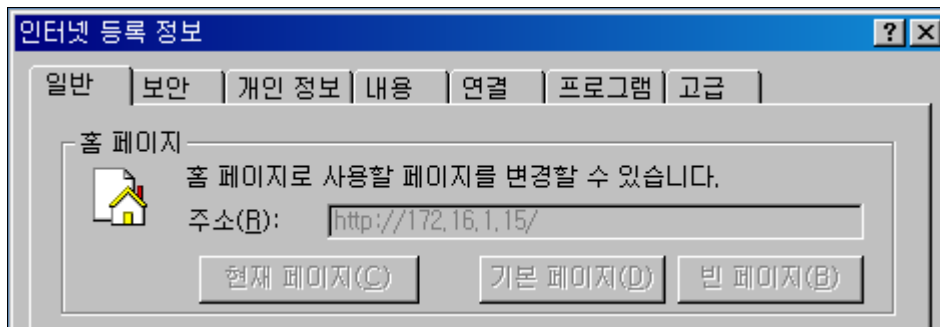 인터넷 등록 정보
일반 보안 개인 정보 내용 연결 프로그램 고급
홈 페이지
홈 페이지로 사용할 페이지를 변경할 수 있습니다.
주소(R): http://172.16.1.15/
현재 페이지(C) 기본 페이지(D) 빈 페이지(B)